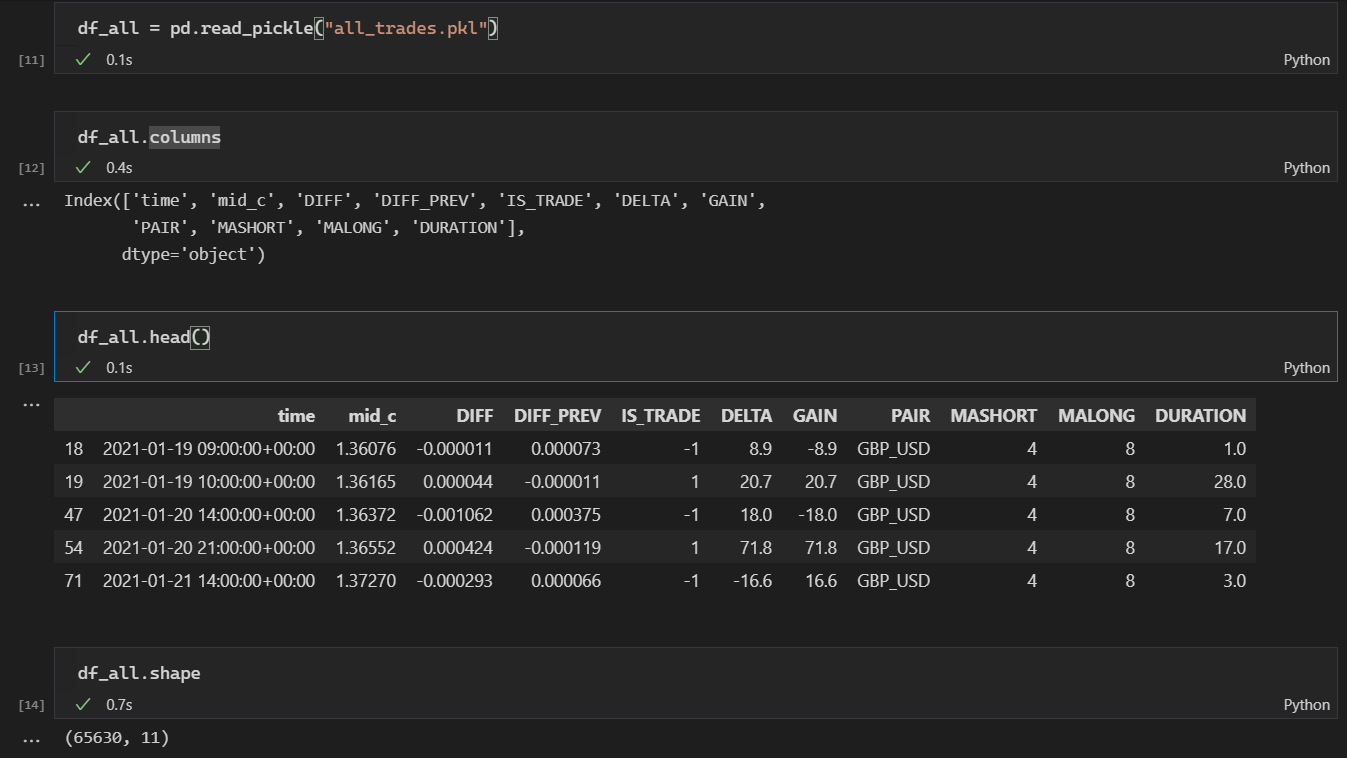 df_all = pd.read_pickle("all_trades.pkl")
[11] 0.1s Python
df_all.columns
[12] 0.4s Python
... Index(['time', 'mid_c', 'DIFF', 'DIFF_PREV', 'IS_TRADE', 'DELTA', 'GAIN',
'PAIR', 'MASHORT', 'MALONG', 'DURATION'],
dtype='object')
df_all.head()
[13] 0.1s Python
...
time mid_c DIFF DIFF_PREV IS_TRADE DELTA GAIN PAIR MASHORT MALONG DURATION
18 2021-01-19 09:00:00+00:00 1.36076 -0.000011 0.000073 -1 8.9 -8.9 GBP_USD 4 8 1.0
19 2021-01-19 10:00:00+00:00 1.36165 0.000044 -0.000011 1 20.7 20.7 GBP_USD 4 8 28.0
47 2021-01-20 14:00:00+00:00 1.36372 -0.001062 0.000375 -1 18.0 -18.0 GBP_USD 4 8 7.0
54 2021-01-20 21:00:00+00:00 1.36552 0.000424 -0.000119 1 71.8 71.8 GBP_USD 4 8 17.0
71 2021-01-21 14:00:00+00:00 1.37270 -0.000293 0.000066 -1 -16.6 16.6 GBP_USD 4 8 3.0
df_all.shape
[14] 0.7s Python
... (65630, 11)